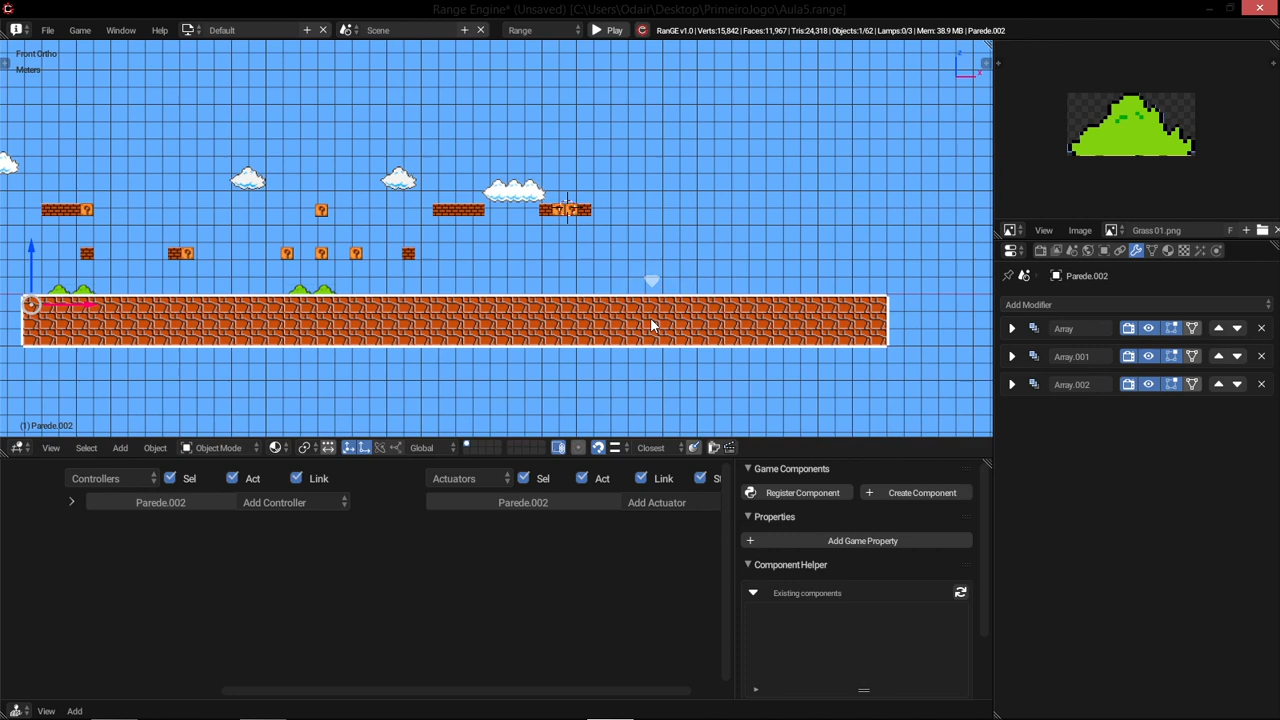 Range Engine* (Unsaved) [C:\Users\Odair\Desktop\PrimeiroJogo\Aula5.range]
File Game Window Help Default Scene Range Play RanGE v1.0 | Verts:15,842 | Faces:11,967 | Tris:24,318 | Objects:1/62 | Lamps:0/3 | Mem: 38.9 MB | Parede.002
Front Ortho
Meters
z
x
View Image Grass 01.png F
Parede.002
Add Modifier
Array
Array.001
Array.002
(1) Parede.002
View Select Add Object Object Mode Global Closest
Controllers Sel Act Link Actuators Sel Act Link St
Parede.002 Add Controller Parede.002 Add Actuator
Game Components
Register Component Create Component
Properties
Add Game Property
Component Helper
Existing components
View Add